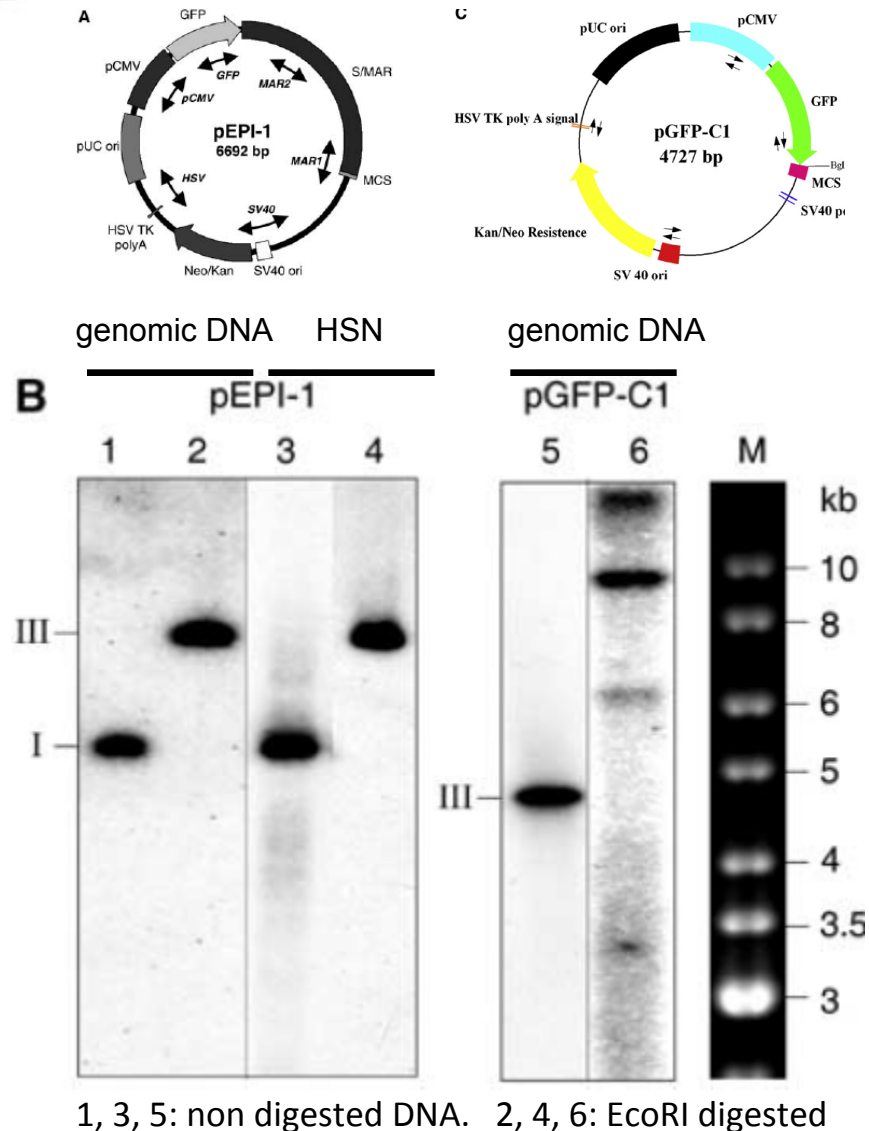 A
GFP
pCMV
GFP
MAR2
S/MAR
pCMV
pEPI-1
6692 bp
pUC ori
MAR1
HSV
MCS
SV40
HSV TK
polyA
Neo/Kan
SV40 ori
C
pUC ori
pCMV
GFP
HSV TK poly A signal
pGFP-C1
4727 bp
Bgl
MCS
SV40 p
Kan/Neo Resistence
SV 40 ori
genomic DNA HSN genomic DNA
B
pEPI-1 pGFP-C1
1 2 3 4 5 6 M
kb
10
III
8
6
I
5
III
4
3.5
3
1, 3, 5: non digested DNA. 2, 4, 6: EcoRI digested